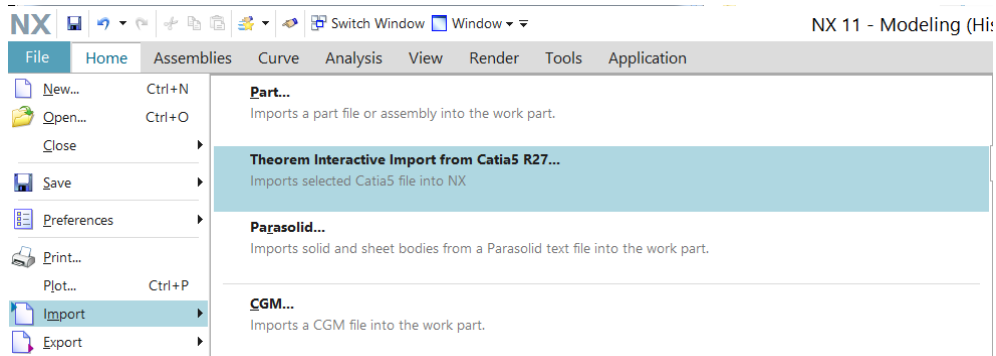 NX Switch Window Window NX 11 - Modeling (His
File Home Assemblies Curve Analysis View Render Tools Application
New... Ctrl+N
Open... Ctrl+O
Close
Save
Preferences
Print...
Plot... Ctrl+P
Import
Export
Part...
Imports a part file or assembly into the work part.
Theorem Interactive Import from Catia5 R27...
Imports selected Catia5 file into NX
Parasolid...
Imports solid and sheet bodies from a Parasolid text file into the work part.
CGM...
Imports a CGM file into the work part.